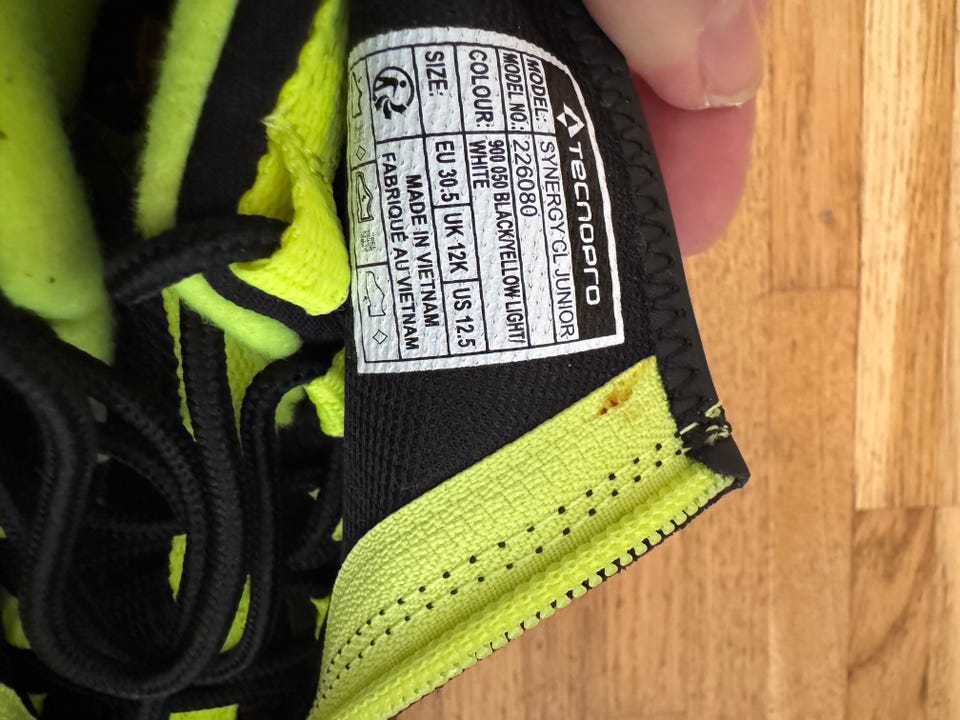 TECNOPRO
MODEL: SYNERGY CL JUNIOR
MODEL NO.: 226080
COLOUR: 900 050 BLACK/YELLOW LIGHT/
WHITE
SIZE: EU 30.5 UK 12K US 12.5
MADE IN VIETNAM
FABRIQUÉ AU VIETNAM